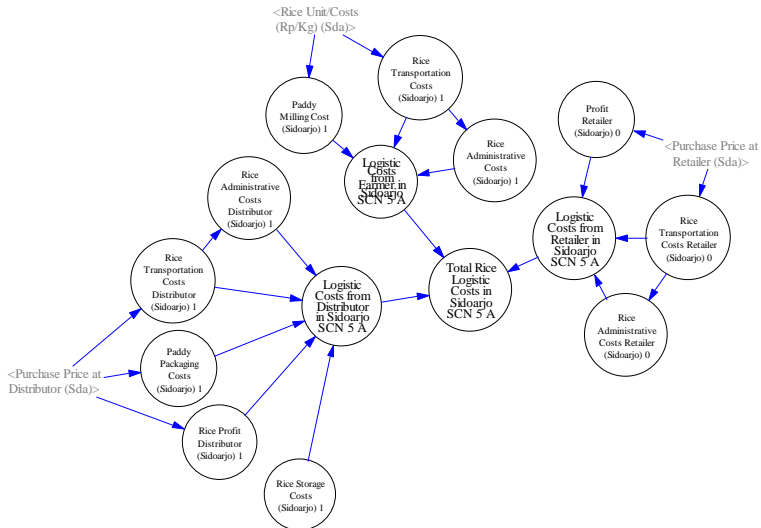 <Rice Unit/Costs
(Rp/Kg) (Sda)>
Rice
Transportation
Costs
(Sidoarjo) 1
Paddy
Milling Cost
(Sidoarjo) 1
Profit
Retailer
(Sidoarjo) 0
<Purchase Price at
Retailer (Sda)>
Rice
Administrative
Costs
(Sidoarjo) 1
Logistic
Costs
from
Farmer in
Sidoarjo
SCN 5 A
Rice
Administrative
Costs
Distributor
(Sidoarjo) 1
Logistic
Costs from
Retailer in
Sidoarjo
SCN 5 A
Rice
Transportation
Costs Retailer
(Sidoarjo) 0
Rice
Transportation
Costs
Distributor
(Sidoarjo) 1
Logistic
Costs from
Distributor
in Sidoarjo
SCN 5 A
Total Rice
Logistic
Costs in
Sidoarjo
SCN 5 A
Rice
Administrative
Costs Retailer
(Sidoarjo) 0
<Purchase Price at
Distributor (Sda)>
Paddy
Packaging
Costs
(Sidoarjo) 1
Rice Profit
Distributor
(Sidoarjo) 1
Rice Storage
Costs
(Sidoarjo) 1